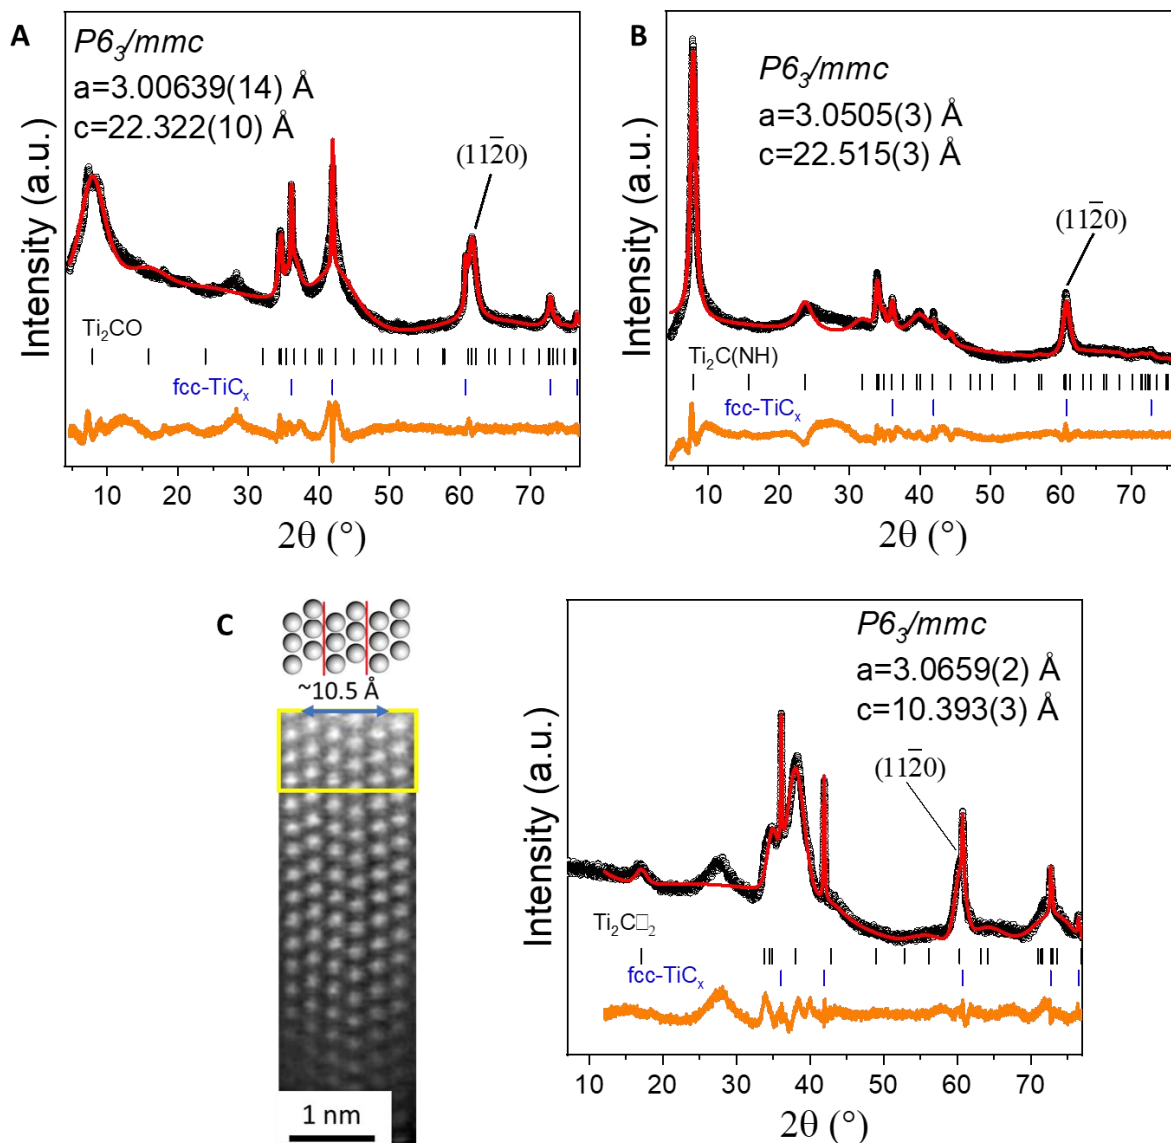 A
P6₃/mmc
a=3.00639(14) Å
c=22.322(10) Å
(112̄0)
Intensity (a.u.)
Ti₂CO
fcc-TiCₓ
10 20 30 40 50 60 70
2θ (°)
B
P6₃/mmc
a=3.0505(3) Å
c=22.515(3) Å
(112̄0)
Intensity (a.u.)
Ti₂C(NH)
fcc-TiCₓ
10 20 30 40 50 60 70
2θ (°)
C
~10.5 Å
1 nm
P6₃/mmc
a=3.0659(2) Å
c=10.393(3) Å
(112̄0)
Intensity (a.u.)
Ti₂C□₂
fcc-TiCₓ
10 20 30 40 50 60 70
2θ (°)